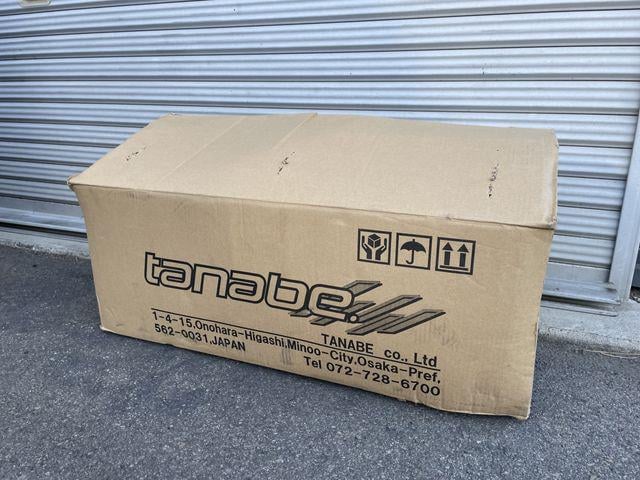 tanabe.
TANABE co., Ltd
1-4-15,Onohara-Higashi,Minoo-City,Osaka-Pref,
562-0031,JAPAN
Tel 072-728-6700